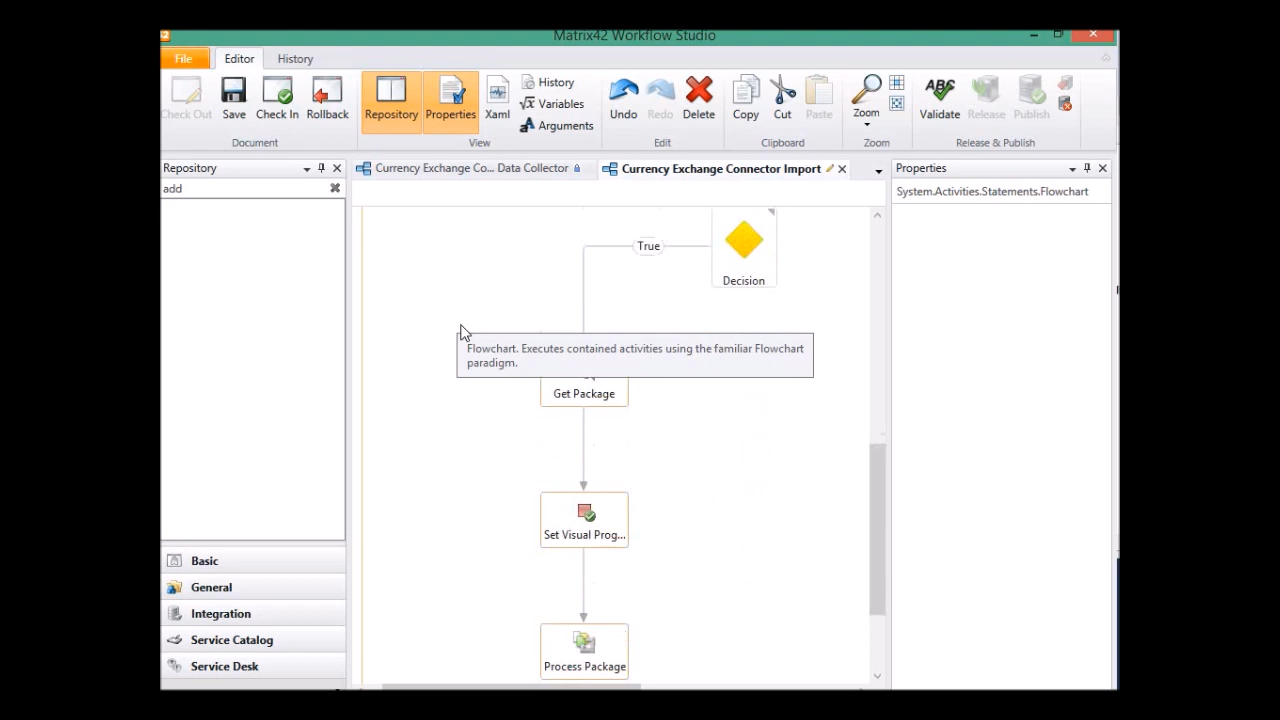 Matrix42 Workflow Studio
File
Editor
History
Check Out
Save
Check In
Rollback
Repository
Properties
Xaml
History
Variables
Arguments
Undo
Redo
Delete
Copy
Cut
Paste
Zoom
Validate
Release
Publish
Document
View
Edit
Clipboard
Zoom
Release & Publish
Repository
Currency Exchange Co... Data Collector
Currency Exchange Connector Import
Properties
add
System.Activities.Statements.Flowchart
True
Decision
Flowchart. Executes contained activities using the familiar Flowchart
paradigm.
Get Package
Set Visual Prog...
Process Package
Basic
General
Integration
Service Catalog
Service Desk